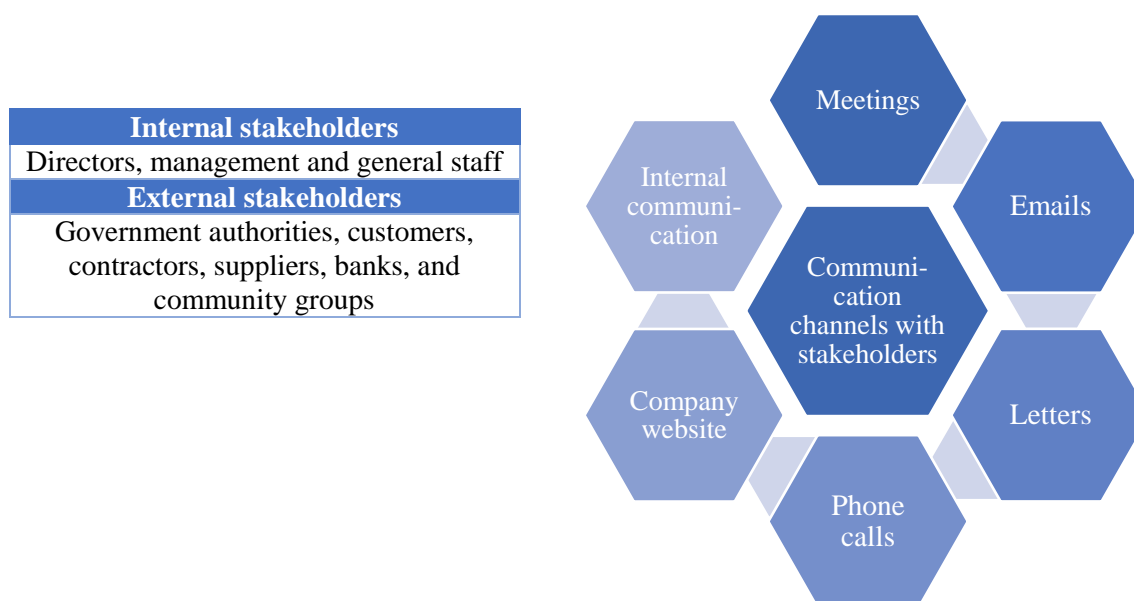 Internal stakeholders
Directors, management and general staff
External stakeholders
Government authorities, customers,
contractors, suppliers, banks, and
community groups
Meetings
Emails
Letters
Phone
calls
Company
website
Internal
communi-
cation
Communi-
cation
channels with
stakeholders